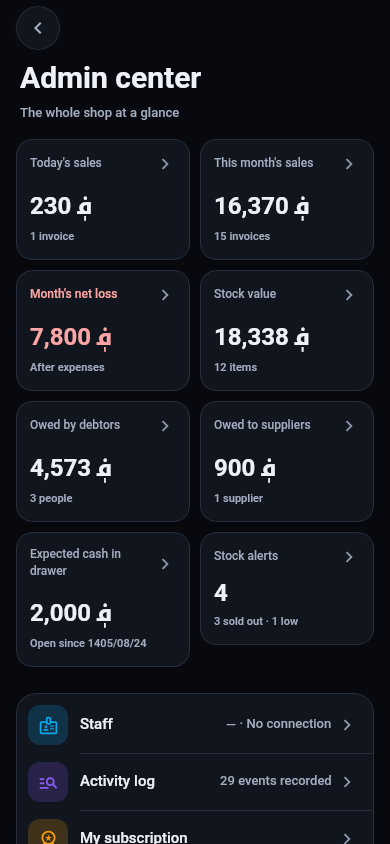 Admin center
The whole shop at a glance
Today's sales
230 ؋
1 invoice
This month's sales
16,370 ؋
15 invoices
Month's net loss
7,800 ؋
After expenses
Stock value
18,338 ؋
12 items
Owed by debtors
4,573 ؋
3 people
Owed to suppliers
900 ؋
1 supplier
Expected cash in
drawer
2,000 ؋
Open since 1405/08/24
Stock alerts
4
3 sold out · 1 low
Staff
— · No connection
Activity log
29 events recorded
My subscription